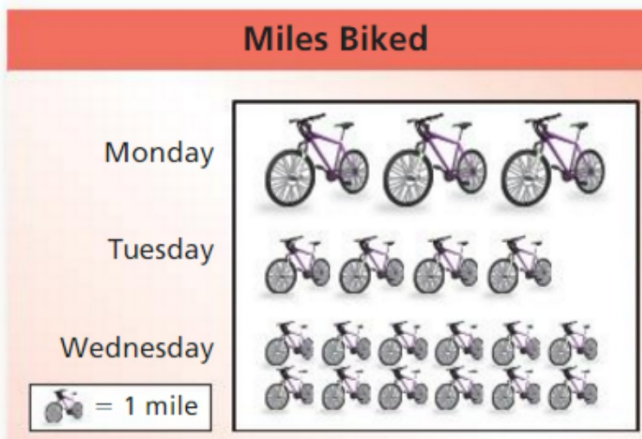 Miles Biked
Monday
Tuesday
Wednesday
= 1 mile